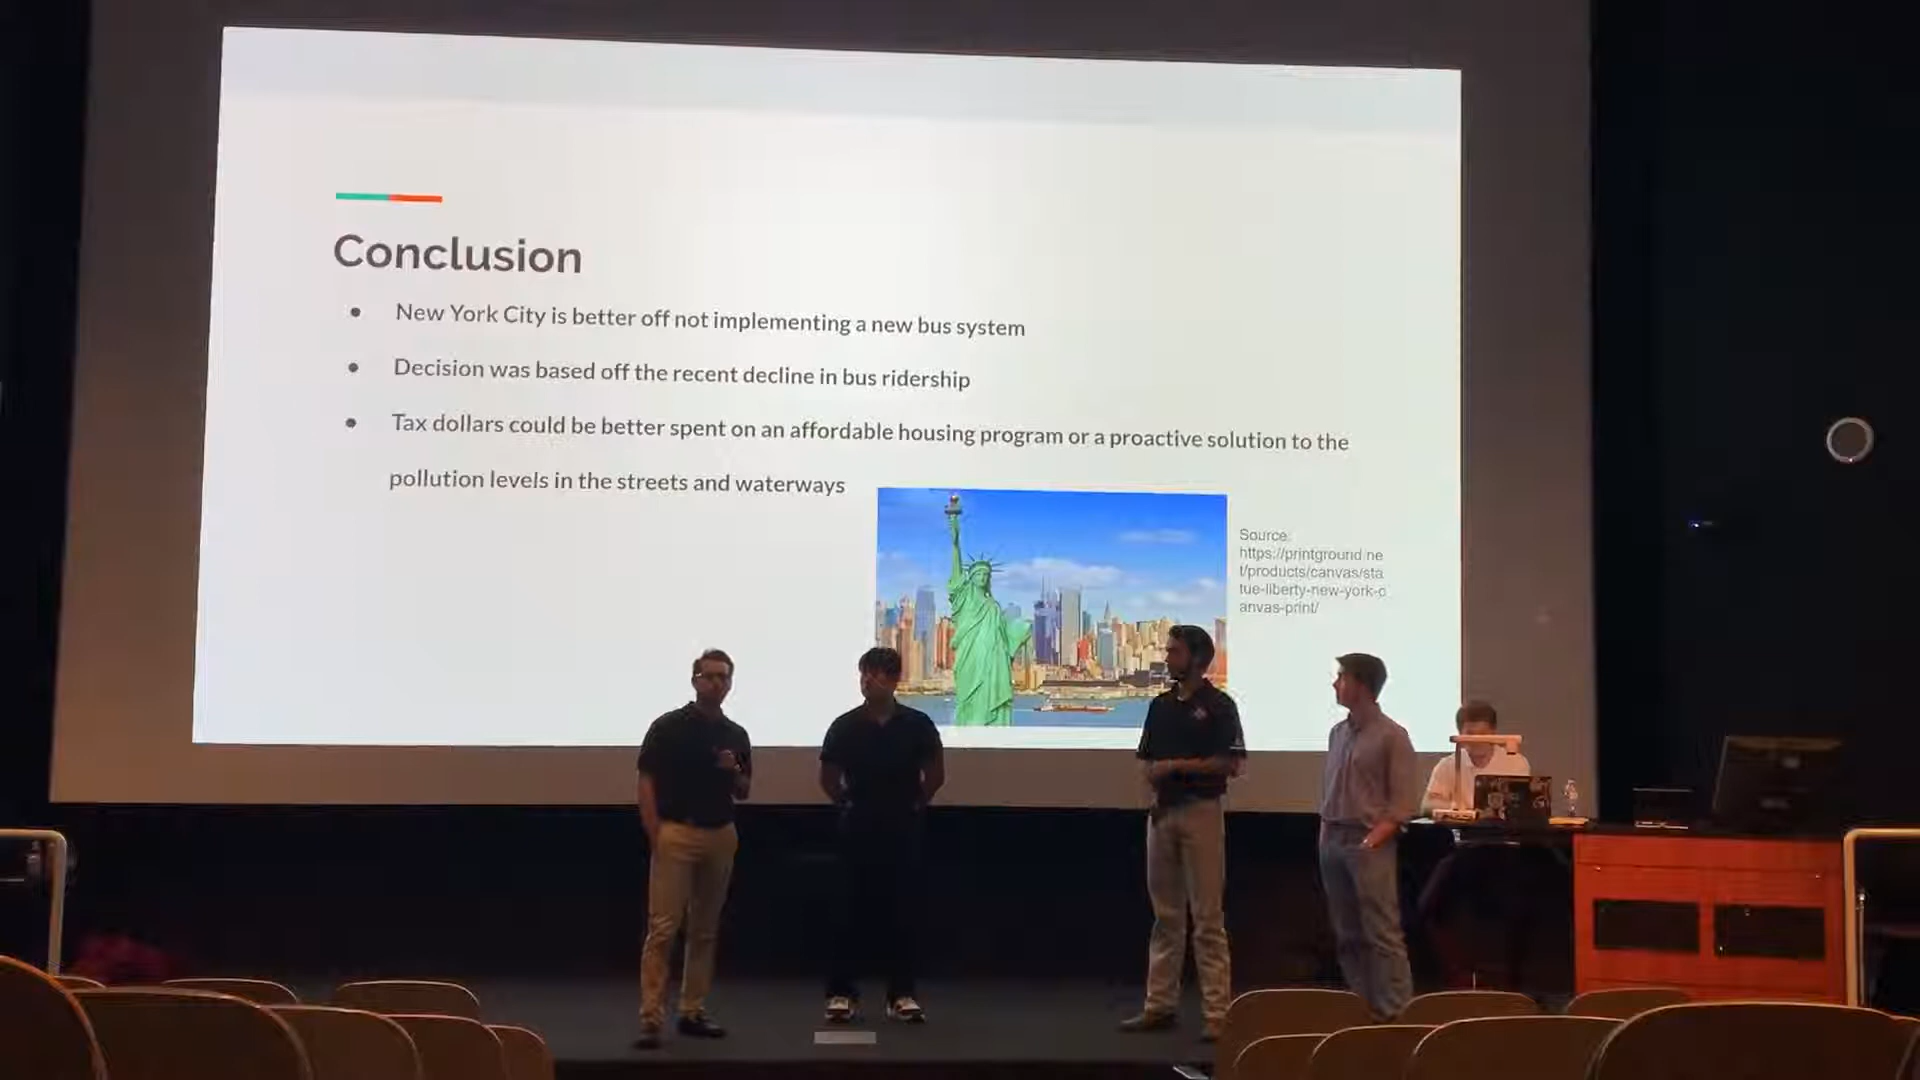 Conclusion
New York City is better off not implementing a new bus system
Decision was based off the recent decline in bus ridership
Tax dollars could be better spent on an affordable housing program or a proactive solution to the
pollution levels in the streets and waterways
Source:
https://printground.ne
t/products/canvas/sta
tue-liberty-new-york-c
anvas-print/